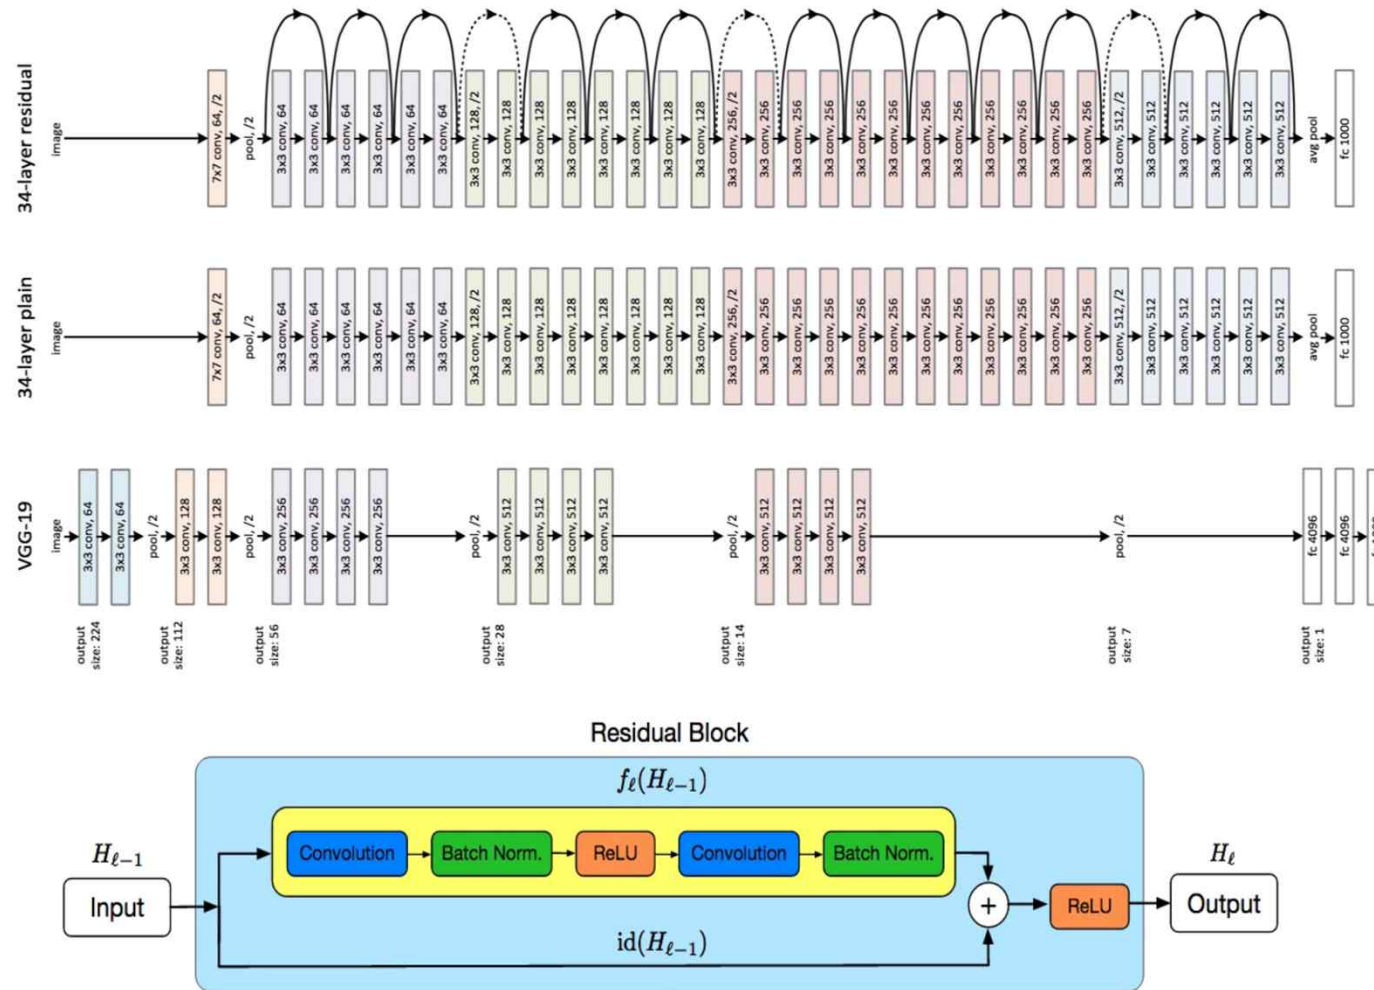 34-layer residual
image
7x7 conv, 64, /2
pool, /2
3x3 conv, 64
3x3 conv, 64
3x3 conv, 64
3x3 conv, 64
3x3 conv, 64
3x3 conv, 64
3x3 conv, 128, /2
3x3 conv, 128
3x3 conv, 128
3x3 conv, 128
3x3 conv, 128
3x3 conv, 128
3x3 conv, 128
3x3 conv, 128
3x3 conv, 256, /2
3x3 conv, 256
3x3 conv, 256
3x3 conv, 256
3x3 conv, 256
3x3 conv, 256
3x3 conv, 256
3x3 conv, 256
3x3 conv, 256
3x3 conv, 256
3x3 conv, 256
3x3 conv, 256
3x3 conv, 512, /2
3x3 conv, 512
3x3 conv, 512
3x3 conv, 512
3x3 conv, 512
3x3 conv, 512
avg pool
fc 1000
34-layer plain
image
7x7 conv, 64, /2
pool, /2
3x3 conv, 64
3x3 conv, 64
3x3 conv, 64
3x3 conv, 64
3x3 conv, 64
3x3 conv, 64
3x3 conv, 128, /2
3x3 conv, 128
3x3 conv, 128
3x3 conv, 128
3x3 conv, 128
3x3 conv, 128
3x3 conv, 128
3x3 conv, 128
3x3 conv, 256, /2
3x3 conv, 256
3x3 conv, 256
3x3 conv, 256
3x3 conv, 256
3x3 conv, 256
3x3 conv, 256
3x3 conv, 256
3x3 conv, 256
3x3 conv, 256
3x3 conv, 256
3x3 conv, 256
3x3 conv, 512, /2
3x3 conv, 512
3x3 conv, 512
3x3 conv, 512
3x3 conv, 512
3x3 conv, 512
avg pool
fc 1000
VGG-19
image
3x3 conv, 64
3x3 conv, 64
pool, /2
3x3 conv, 128
3x3 conv, 128
pool, /2
3x3 conv, 256
3x3 conv, 256
3x3 conv, 256
3x3 conv, 256
pool, /2
3x3 conv, 512
3x3 conv, 512
3x3 conv, 512
3x3 conv, 512
pool, /2
3x3 conv, 512
3x3 conv, 512
3x3 conv, 512
3x3 conv, 512
pool, /2
fc 4096
fc 4096
output
size: 224
output
size: 112
output
size: 56
output
size: 28
output
size: 14
output
size: 7
output
size: 1
Residual Block
f_ℓ(H_{ℓ−1})
Convolution
Batch Norm.
ReLU
Convolution
Batch Norm.
H_{ℓ−1}
Input
+
ReLU
H_ℓ
Output
id(H_{ℓ−1})